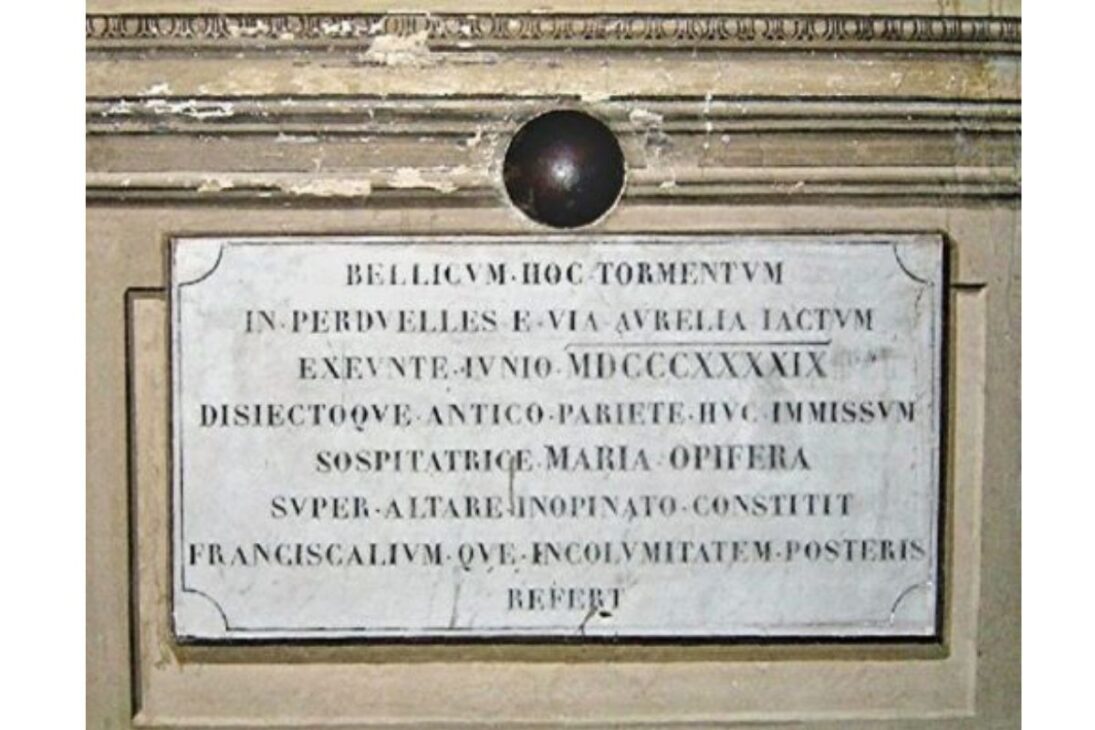 BELLICVM·HOC·TORMENTVM
IN·PERDVELLES·E·VIA·AVRELIA·IACTVM
EXEVNTE·IVNIO·MDCCCXXXXIX
DISIECTOQVE·ANTICO·PARIETE·HVC·IMMISSVM
SOSPITATRICE·MARIA·OPIFERA
SVPER·ALTARE·INOPINATO·CONSTITIT
FRANCISCALIVM·QVE·INCOLVMITATEM·POSTERIS
REFERT